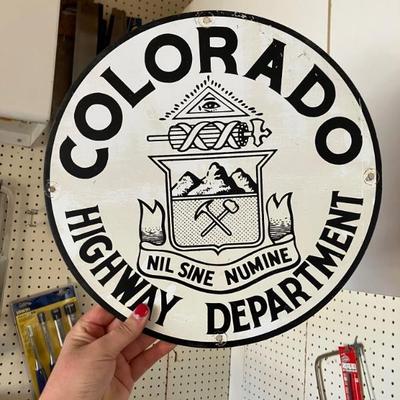 COLORADO
NIL SINE NUMINE
HIGHWAY DEPARTMENT